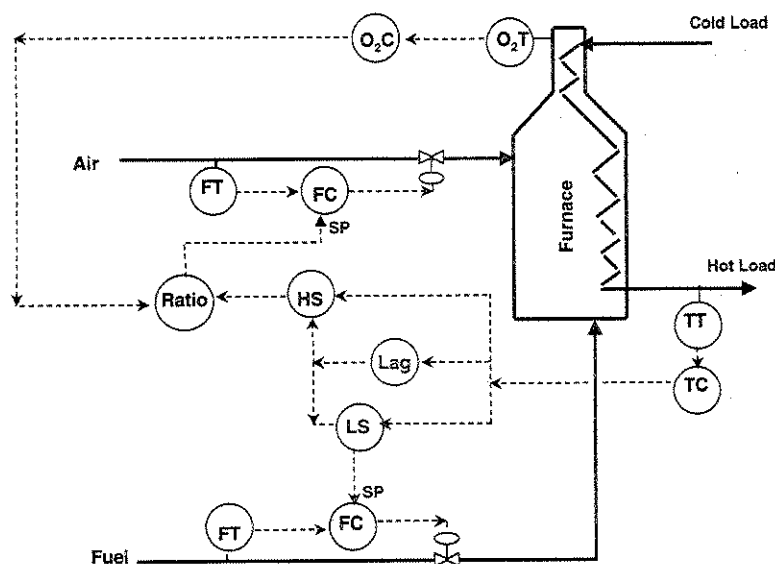 Cold Load
O₂C
O₂T
Air
FT
FC
SP
Furnace
Hot Load
Ratio
HS
TT
Lag
TC
LS
SP
FT
FC
Fuel